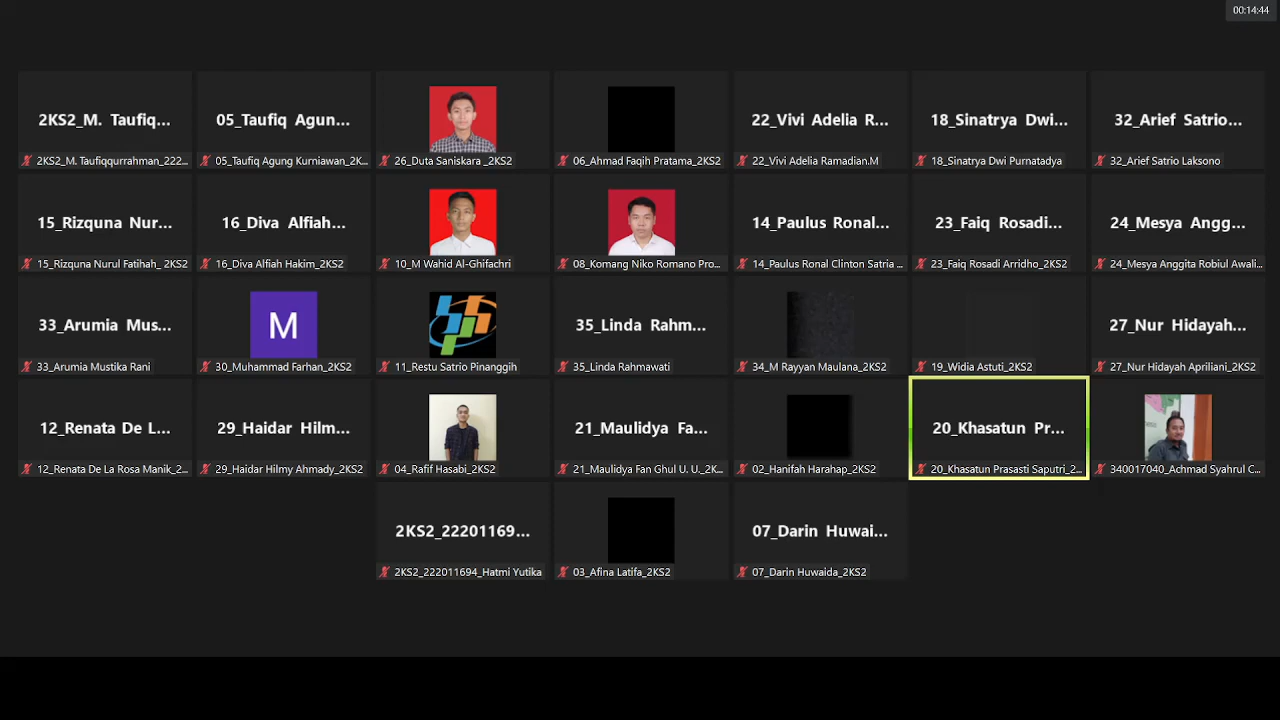 00:14:44
2KS2_M. Taufiq...
05_Taufiq Agun...
22_Vivi Adelia R...
18_Sinatrya Dwi...
32_Arief Satrio...
2KS2_M. Taufiqqurrahman_222...
05_Taufiq Agung Kurniawan_2K...
26_Duta Saniskara _2KS2
06_Ahmad Faqih Pratama_2KS2
22_Vivi Adelia Ramadian.M
18_Sinatrya Dwi Purnatadya
32_Arief Satrio Laksono
15_Rizquna Nur...
16_Diva Alfiah...
14_Paulus Ronal...
23_Faiq Rosadi...
24_Mesya Angg...
15_Rizquna Nurul Fatihah_2KS2
16_Diva Alfiah Hakim_2KS2
10_M Wahid Al-Ghifachri
08_Komang Niko Romano Pro...
14_Paulus Ronal Clinton Satria ...
23_Faiq Rosadi Arridho_2KS2
24_Mesya Anggita Robiul Awali...
33_Arumia Mus...
M
35_Linda Rahm...
27_Nur Hidayah...
33_Arumia Mustika Rani
30_Muhammad Farhan_2KS2
11_Restu Satrio Pinanggih
35_Linda Rahmawati
34_M Rayyan Maulana_2KS2
19_Widia Astuti_2KS2
27_Nur Hidayah Apriliani_2KS2
12_Renata De L...
29_Haidar Hilm...
21_Maulidya Fa...
20_Khasatun Pr...
12_Renata De La Rosa Manik_2...
29_Haidar Hilmy Ahmady_2KS2
04_Rafif Hasabi_2KS2
21_Maulidya Fan Ghul U. U._2K...
02_Hanifah Harahap_2KS2
20_Khasatun Prasasti Saputri_2...
340017040_Achmad Syahrul C...
2KS2_22201169...
07_Darin Huwai...
2KS2_222011694_Hatmi Yutika
03_Afina Latifa_2KS2
07_Darin Huwaida_2KS2